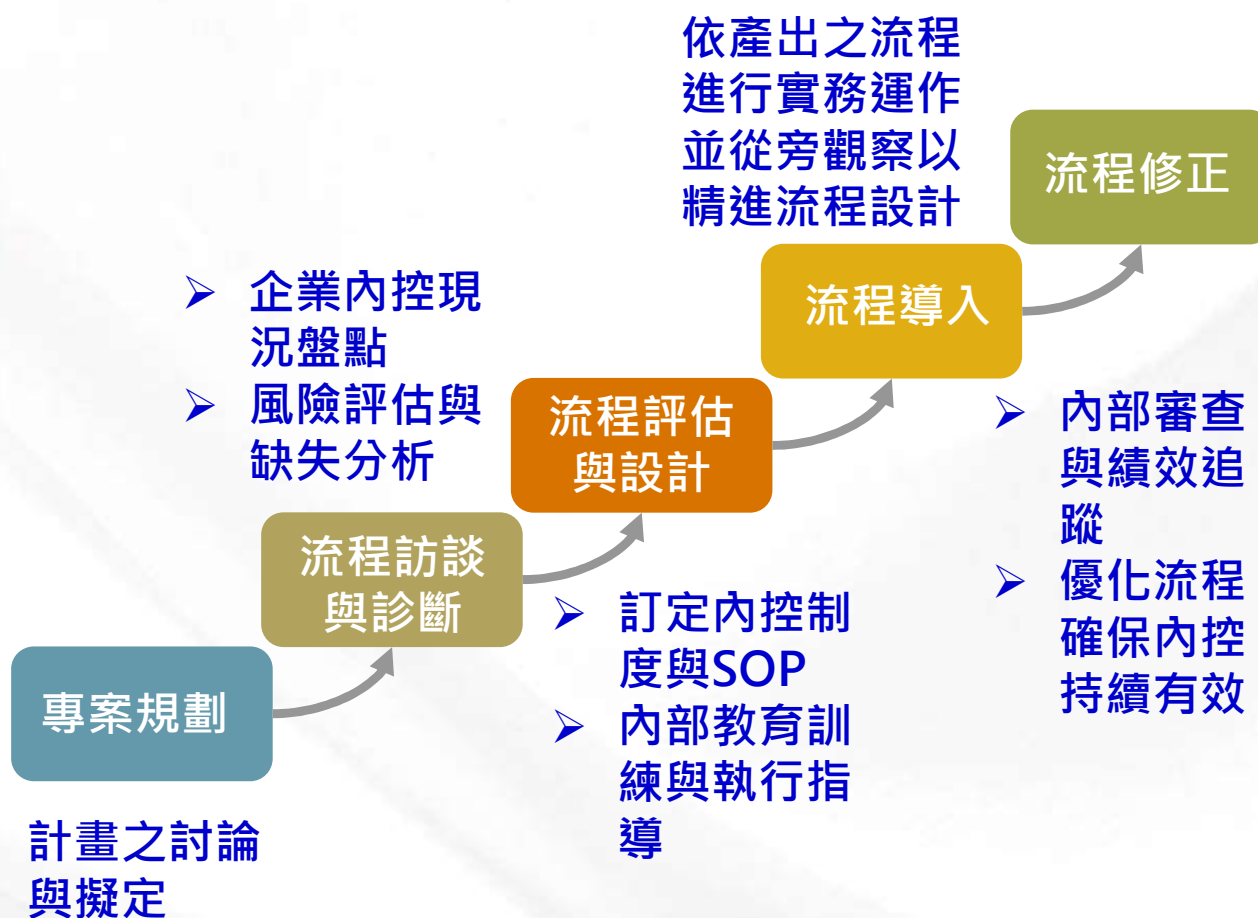 專案規劃
計畫之討論
與擬定
流程訪談
與診斷
➢ 企業內控現
況盤點
➢ 風險評估與
缺失分析
流程評估
與設計
➢ 訂定內控制
度與SOP
➢ 內部教育訓
練與執行指
導
流程導入
依產出之流程
進行實務運作
並從旁觀察以
精進流程設計
流程修正
➢ 內部審查
與績效追
蹤
➢ 優化流程
確保內控
持續有效